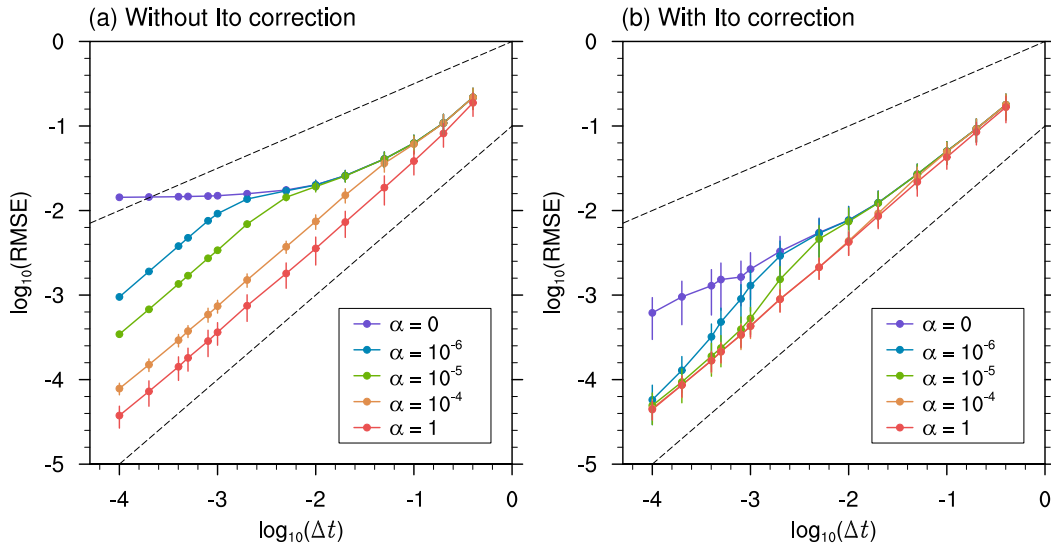 (a) Without Ito correction
0
-1
-2
-3
-4
-5
log₁₀(RMSE)
-4 -3 -2 -1 0
log₁₀(Δt)
α = 0
α = 10⁻⁶
α = 10⁻⁵
α = 10⁻⁴
α = 1
(b) With Ito correction
0
-1
-2
-3
-4
-5
log₁₀(RMSE)
-4 -3 -2 -1 0
log₁₀(Δt)
α = 0
α = 10⁻⁶
α = 10⁻⁵
α = 10⁻⁴
α = 1